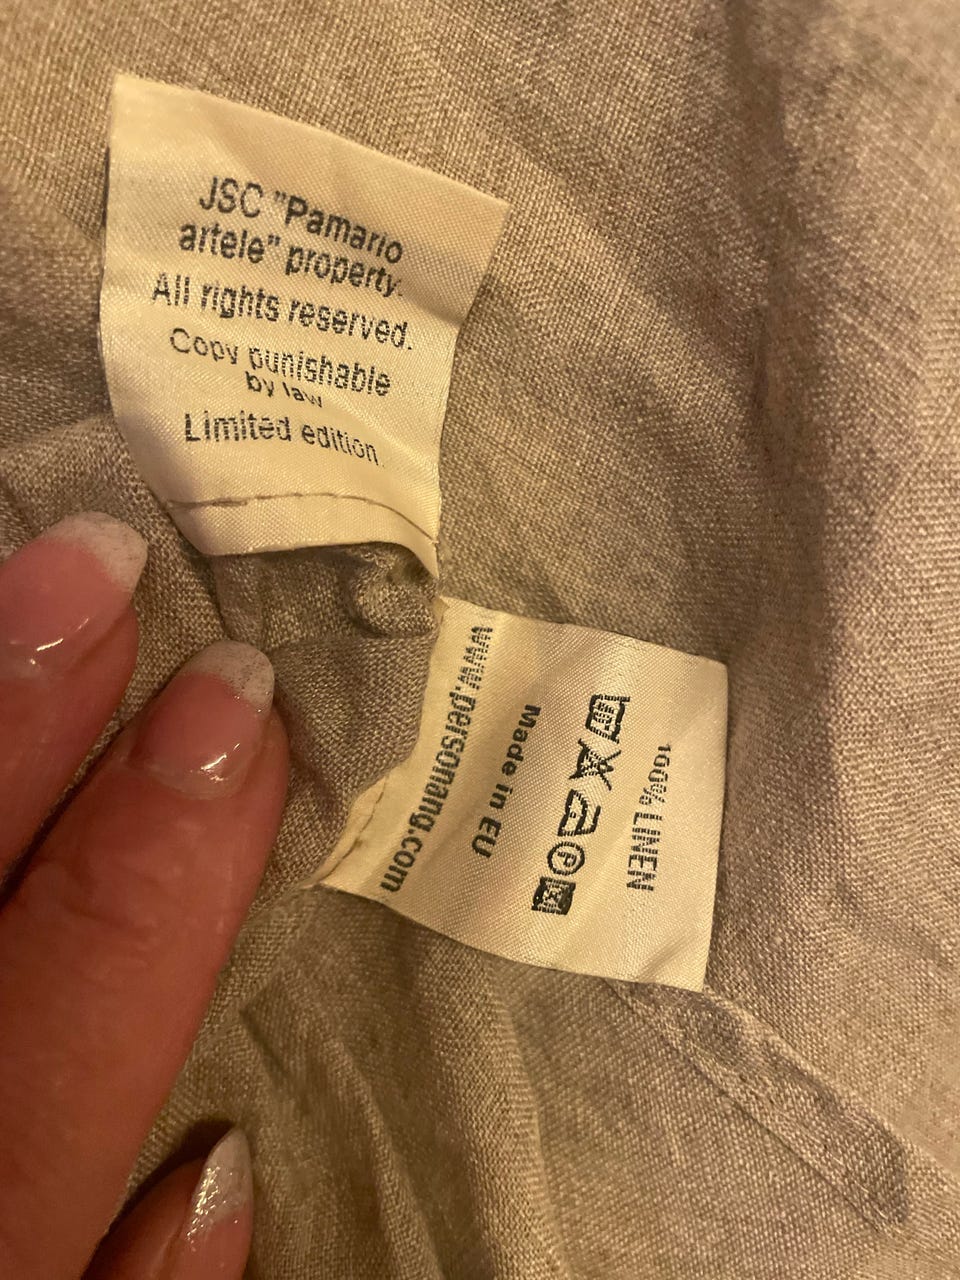 JSC "Pamario
artele" property.
All rights reserved.
Copy punishable
by law
Limited edition.
100% LINEN
P
Made in EU
www.personang.com